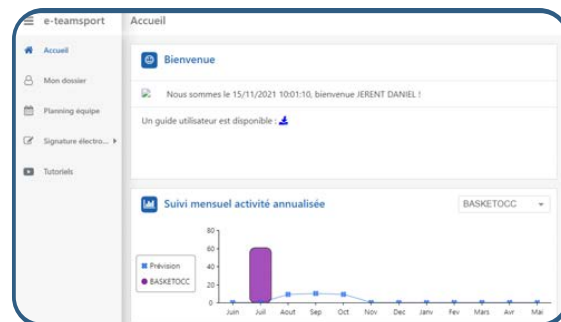 e-teamsport
Accueil
Accueil
Mon dossier
Planning équipe
Signature électro...
Tutoriels
Bienvenue
Nous sommes le 15/11/2021 10:01:10, bienvenue JERENT DANIEL !
Un guide utilisateur est disponible :
Suivi mensuel activité annualisée
BASKETOCC
80
60
40
20
0
Prévision
BASKETOCC
Juin Juil Aout Sep Oct Nov Dec Janv Fev Mars Avr Mai